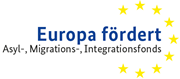 Europa fördert
Asyl-, Migrations-, Integrationsfonds